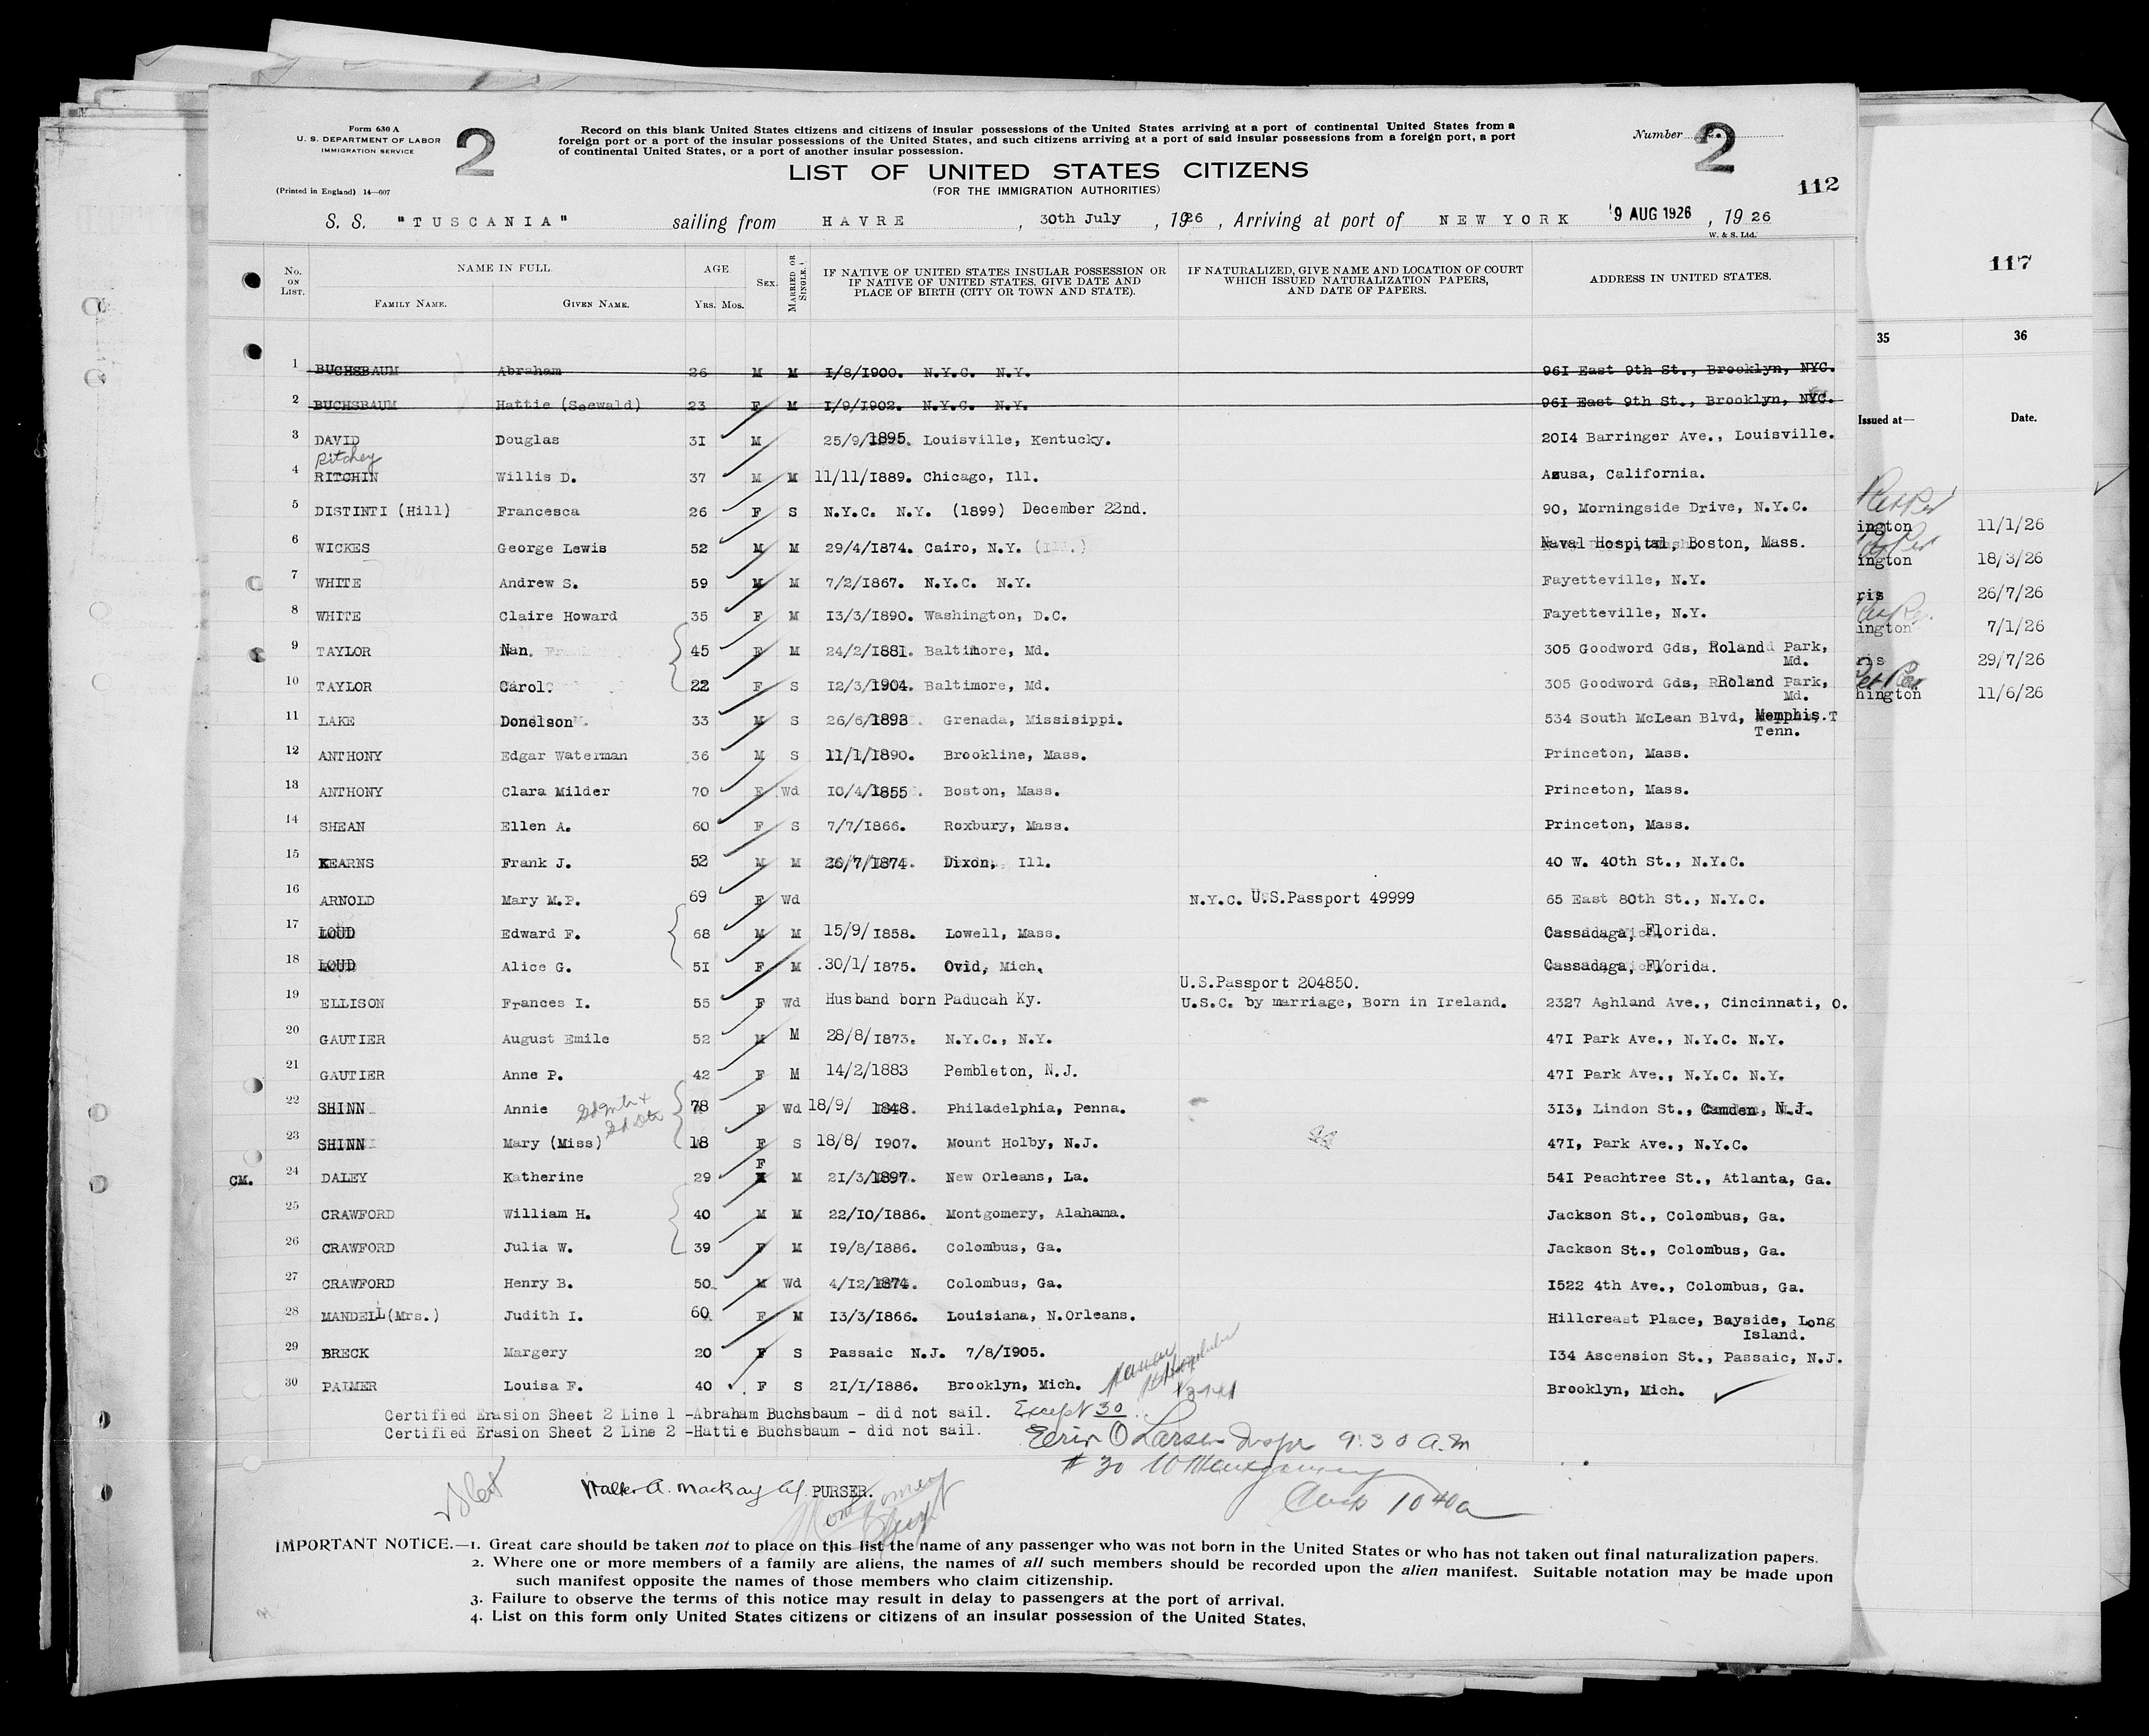 Form 630 A
U. S. DEPARTMENT OF LABOR
IMMIGRATION SERVICE
2
(Printed in England) 14—607
Record on this blank United States citizens and citizens of insular possessions of the United States arriving at a port of continental United States from a
foreign port or a port of the insular possessions of the United States, and such citizens arriving at a port of said insular possessions from a foreign port, a port
of continental United States, or a port of another insular possession.
Number 2
LIST OF UNITED STATES CITIZENS
(FOR THE IMMIGRATION AUTHORITIES)
112
S. S. "TUSCANIA" sailing from HAVRE, 30th July, 1926, Arriving at port of NEW YORK 9 AUG 1926, 1926
W. & S. Ltd.
No. ON LIST. NAME IN FULL FAMILY NAME. GIVEN NAME. AGE Yrs. Mos. SEX. MARRIED OR SINGLE. IF NATIVE OF UNITED STATES INSULAR POSSESSION OR IF NATIVE OF UNITED STATES, GIVE DATE AND PLACE OF BIRTH (CITY OR TOWN AND STATE). IF NATURALIZED, GIVE NAME AND LOCATION OF COURT WHICH ISSUED NATURALIZATION PAPERS, AND DATE OF PAPERS. ADDRESS IN UNITED STATES.
1 BUCHSBAUM Abraham 26 M M 1/8/1900. N.Y.C. N.Y. 961 East 9th St., Brooklyn, NYC.
2 BUCHSBAUM Hattie (Seewald) 23 F M 1/9/1902. N.Y.C. N.Y. 961 East 9th St., Brooklyn, NYC.
3 DAVID Douglas 31 M 25/9/1895. Louisville, Kentucky. 2014 Barringer Ave., Louisville.
Ritchey
4 RITCHIN Willis D. 37 M M 11/11/1889. Chicago, Ill. Azusa, California.
5 DISTINTI (Hill) Francesca 26 F S N.Y.C. N.Y. (1899) December 22nd. 90, Morningside Drive, N.Y.C.
6 WICKES George Lewis 52 M M 29/4/1874. Cairo, N.Y. Naval Hospital, Boston, Mass.
7 WHITE Andrew S. 59 M M 7/2/1867. N.Y.C. N.Y. Fayetteville, N.Y.
8 WHITE Claire Howard 35 F M 13/3/1890. Washington, D.C. Fayetteville, N.Y.
9 TAYLOR Nan. 45 F M 24/2/1881. Baltimore, Md. 305 Goodword Gds, Roland Park, Md.
10 TAYLOR Carol. 22 F S 12/3/1904. Baltimore, Md. 305 Goodword Gds, Roland Park, Md.
11 LAKE Donelson 33 M S 26/6/1893 Grenada, Missisippi. 534 South McLean Blvd, Memphis.T Tenn.
12 ANTHONY Edgar Waterman 36 M S 11/1/1890. Brookline, Mass. Princeton, Mass.
13 ANTHONY Clara Milder 70 F Wd 10/4/1855. Boston, Mass. Princeton, Mass.
14 SHEAN Ellen A. 60 F S 7/7/1866. Roxbury, Mass. Princeton, Mass.
15 KEARNS Frank J. 52 M M 26/7/1874. Dixon, Ill. 40 W. 40th St., N.Y.C.
16 ARNOLD Mary M.P. 69 F Wd N.Y.C. U.S.Passport 49999 65 East 80th St., N.Y.C.
17 LOUD Edward F. 68 M M 15/9/1858. Lowell, Mass. Cassadaga, Florida.
18 LOUD Alice G. 51 F M 30/1/1875. Ovid, Mich. Cassadaga, Florida.
U.S.Passport 204850.
19 ELLISON Frances I. 55 F Wd Husband born Paducah Ky. U.S.C. by marriage, Born in Ireland. 2327 Ashland Ave., Cincinnati, O.
20 GAUTIER August Emile 52 M M 28/8/1873. N.Y.C., N.Y. 471 Park Ave., N.Y.C. N.Y.
21 GAUTIER Anne P. 42 F M 14/2/1883 Pembleton, N.J. 471 Park Ave., N.Y.C. N.Y.
22 SHINN Annie Gd Mtr + 78 F Wd 18/9/1848. Philadelphia, Penna. 313, Lindon St., Camden, N.J.
23 SHINN Mary (Miss) Gd Dtr 18 F S 18/8/1907. Mount Holby, N.J. 471, Park Ave., N.Y.C.
CM. 24 DALEY Katherine 29 F M 21/3/1897. New Orleans, La. 541 Peachtree St., Atlanta, Ga.
25 CRAWFORD William H. 40 M M 22/10/1886. Montgomery, Alahama. Jackson St., Colombus, Ga.
26 CRAWFORD Julia W. 39 F M 19/8/1886. Colombus, Ga. Jackson St., Colombus, Ga.
27 CRAWFORD Henry B. 50 M Wd 4/12/1874. Colombus, Ga. 1522 4th Ave., Colombus, Ga.
28 MANDELL(Mrs.) Judith I. 60 F M 13/3/1866. Louisiana, N.Orleans. Hillcreast Place, Bayside, Long Island.
29 BRECK Margery 20 F S Passaic N.J. 7/8/1905. 134 Ascension St., Passaic, N.J.
30 PALMER Louisa F. 40 F S 21/1/1886. Brooklyn, Mich. Brooklyn, Mich.
Certified Erasion Sheet 2 Line 1 -Abraham Buchsbaum - did not sail. Except 30
Certified Erasion Sheet 2 Line 2 -Hattie Buchsbaum - did not sail.
Larsen Inspr 9:30 A.M
# 30 W Montgomery
Walter A. Mackay PURSER.
Montgomery
1040a
IMPORTANT NOTICE.—1. Great care should be taken not to place on this list the name of any passenger who was not born in the United States or who has not taken out final naturalization papers.
2. Where one or more members of a family are aliens, the names of all such members should be recorded upon the alien manifest. Suitable notation may be made upon
such manifest opposite the names of those members who claim citizenship.
3. Failure to observe the terms of this notice may result in delay to passengers at the port of arrival.
4. List on this form only United States citizens or citizens of an insular possession of the United States.
117
35 36
Issued at— Date.
ington 11/1/26
ington 18/3/26
ris 26/7/26
ington 7/1/26
ris 29/7/26
hington 11/6/26